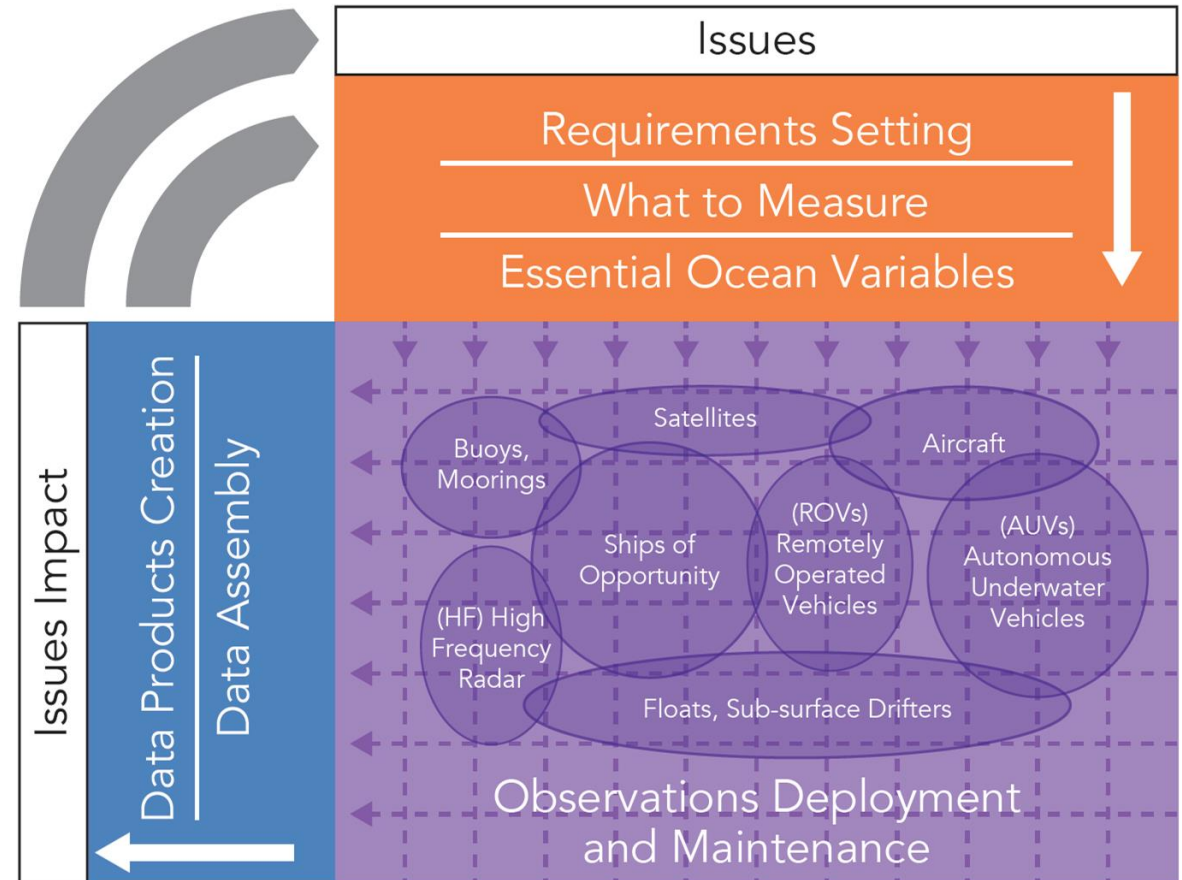 Issues
Requirements Setting
What to Measure
Essential Ocean Variables
Issues Impact
Data Products Creation
Data Assembly
Satellites
Aircraft
Buoys,
Moorings
Ships of
Opportunity
(ROVs)
Remotely
Operated
Vehicles
(AUVs)
Autonomous
Underwater
Vehicles
(HF) High
Frequency
Radar
Floats, Sub-surface Drifters
Observations Deployment
and Maintenance